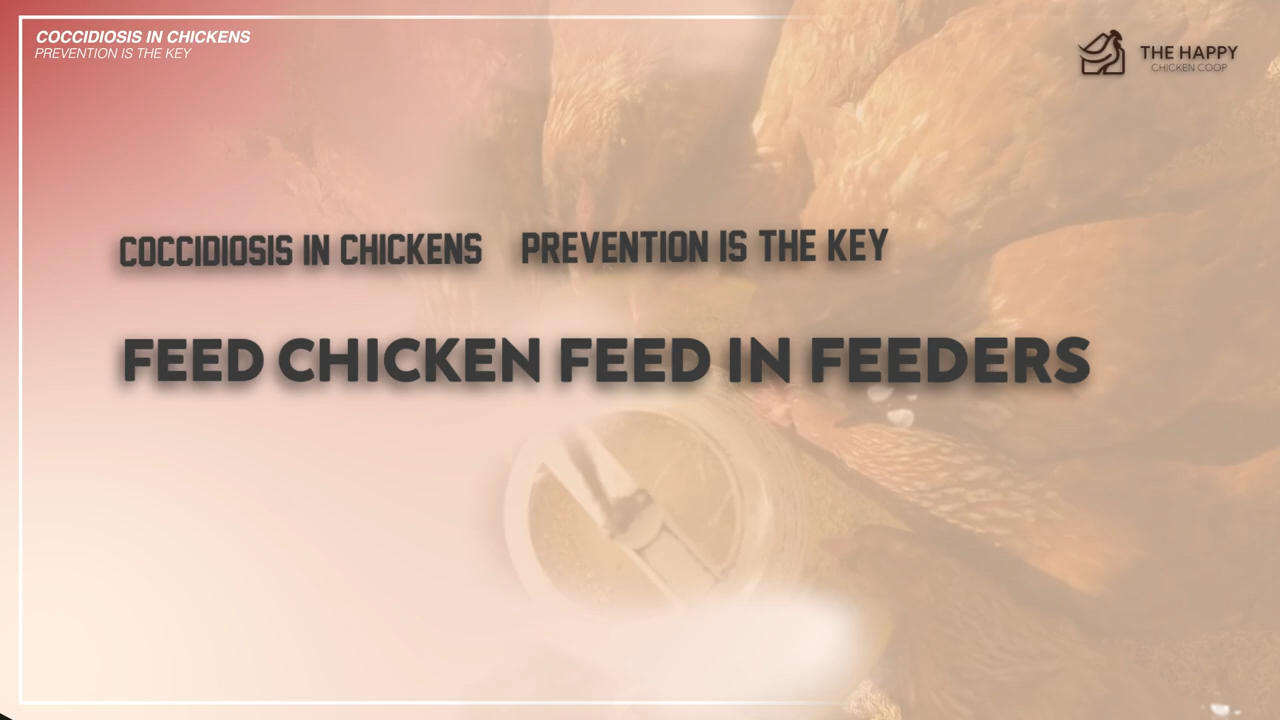 COCCIDIOSIS IN CHICKENS
PREVENTION IS THE KEY
THE HAPPY
CHICKEN COOP
COCCIDIOSIS IN CHICKENS PREVENTION IS THE KEY
FEED CHICKEN FEED IN FEEDERS